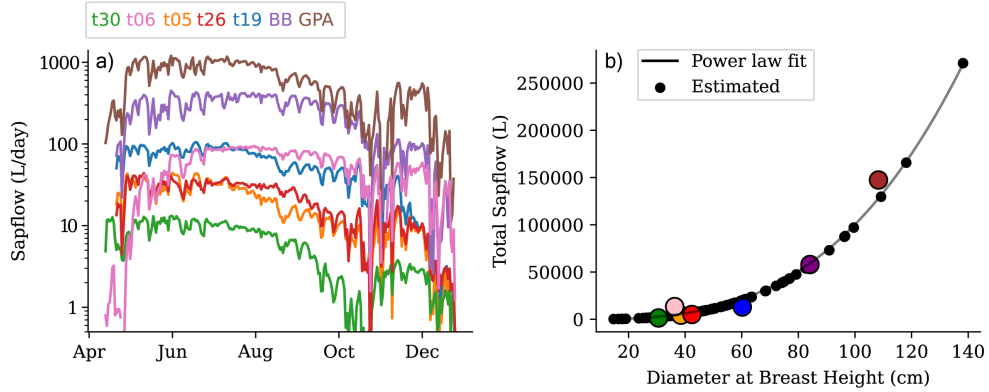 t30 t06 t05 t26 t19 BB GPA
a)
1000
100
10
1
Sapflow (L/day)
Apr Jun Aug Oct Dec
b)
Power law fit
Estimated
250000
200000
150000
100000
50000
0
Total Sapflow (L)
20 40 60 80 100 120 140
Diameter at Breast Height (cm)